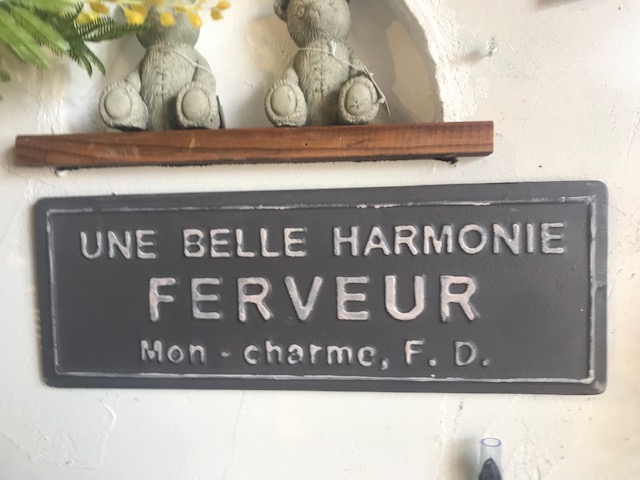 UNE BELLE HARMONIE
FERVEUR
Mon - charme, F. D.